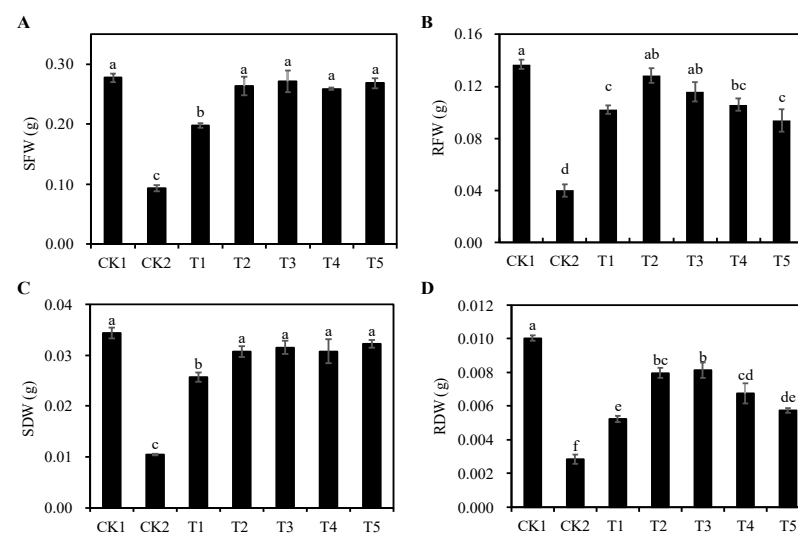 A
SFW (g)
0.30
0.20
0.10
0.00
a
c
b
a
a
a
a
CK1 CK2 T1 T2 T3 T4 T5
B
RFW (g)
0.16
0.12
0.08
0.04
0.00
a
d
c
ab
ab
bc
c
CK1 CK2 T1 T2 T3 T4 T5
C
SDW (g)
0.04
0.03
0.02
0.01
0.00
a
c
b
a
a
a
a
CK1 CK2 T1 T2 T3 T4 T5
D
RDW (g)
0.012
0.010
0.008
0.006
0.004
0.002
0.000
a
f
e
bc
b
cd
de
CK1 CK2 T1 T2 T3 T4 T5